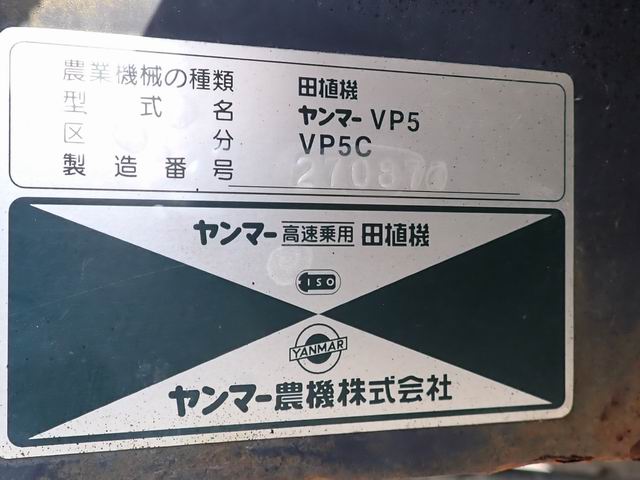 農業機械の種類 田植機
型式名 ヤンマー VP5
区分 VP5C
製造番号 270870
ヤンマー 高速乗用 田植機
ISO
YANMAR
ヤンマー農機株式会社